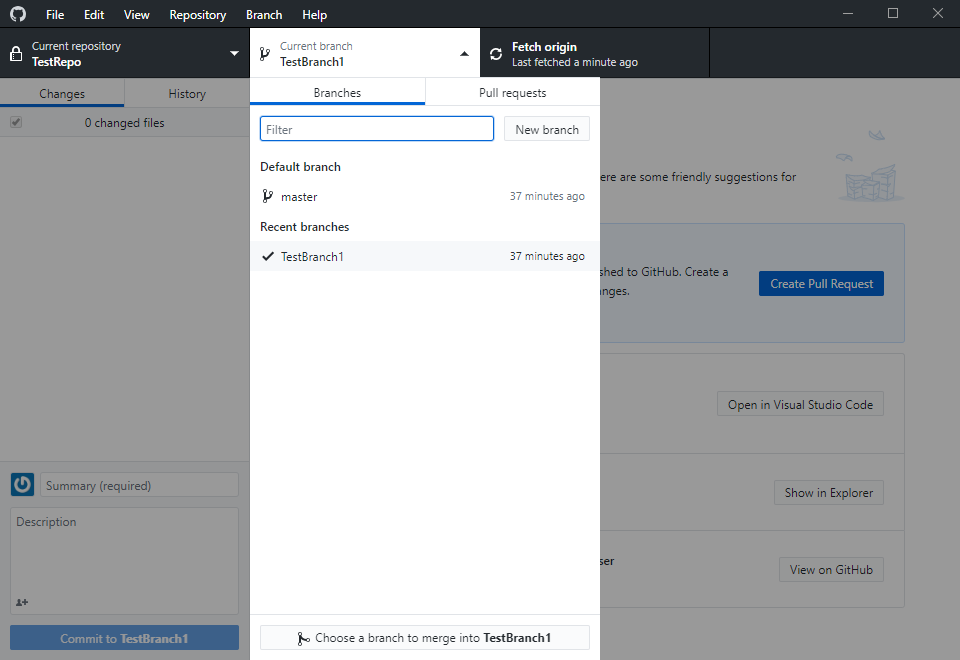 File Edit View Repository Branch Help
Current repository
TestRepo
Current branch
TestBranch1
Fetch origin
Last fetched a minute ago
Changes History
0 changed files
Summary (required)
Description
Commit to TestBranch1
Branches Pull requests
Filter
New branch
Default branch
master 37 minutes ago
Recent branches
TestBranch1 37 minutes ago
Choose a branch to merge into TestBranch1
ere are some friendly suggestions for
shed to GitHub. Create a
nges.
Create Pull Request
Open in Visual Studio Code
Show in Explorer
ser
View on GitHub